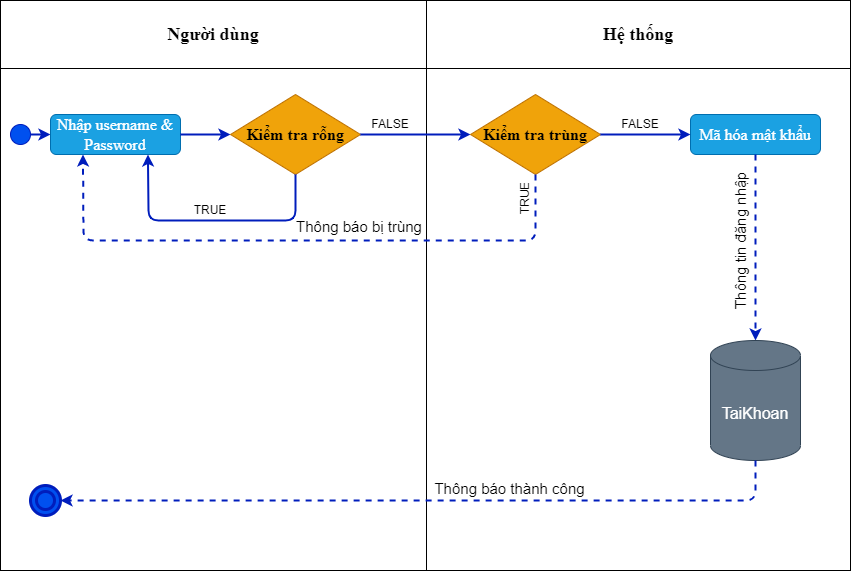 Người dùng
Hệ thống
Nhập username &
Password
Kiểm tra rỗng
FALSE
Kiểm tra trùng
FALSE
Mã hóa mật khẩu
TRUE
TRUE
Thông báo bị trùng
Thông tin đăng nhập
TaiKhoan
Thông báo thành công